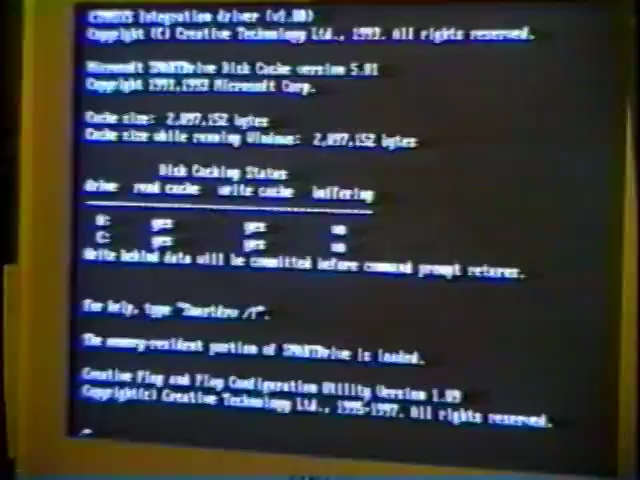 Integration driver (v1.00)
Copyright (C) Creative Technology Ltd., 1993. All rights reserved.
Microsoft SMARTDrive Disk Cache version 5.01
Copyright 1991,1993 Microsoft Corp.
Cache size: 2,097,152 bytes
Cache size while running Windows: 2,097,152 bytes
Disk Caching Status
drive read cache write cache buffering
yes yes no
C: yes yes no
Write behind data will be committed before command prompt returns.
For help, type "Smartdrv /?".
The memory-resident portion of SMARTDrive is loaded.
Creative Plug and Play Configuration Utility Version 1.09
Copyright(c) Creative Technology Ltd., 1995-1997. All rights reserved.